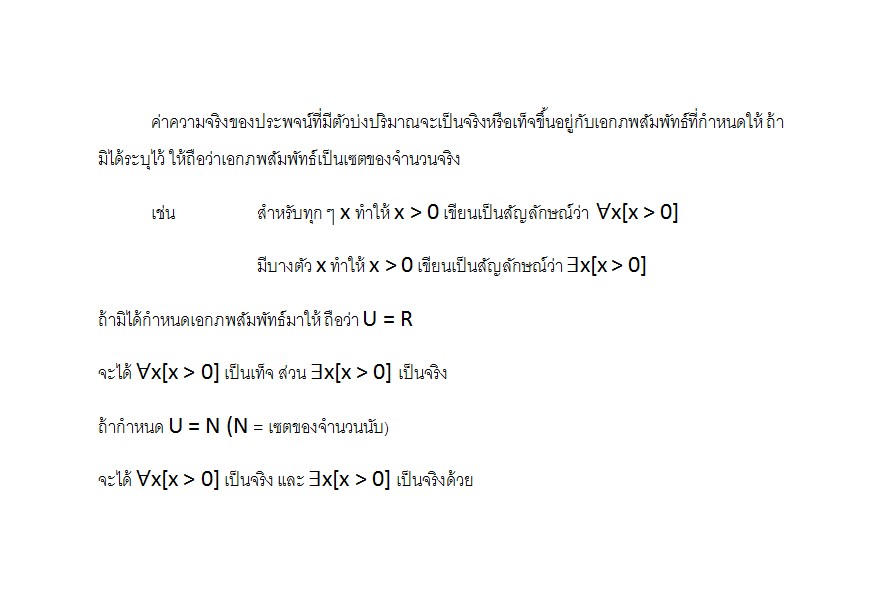 ค่าความจริงของประพจน์ที่มีตัวบ่งปริมาณจะเป็นจริงหรือเท็จขึ้นอยู่กับเอกภพสัมพัทธ์ที่กำหนดให้ ถ้า
มิได้ระบุไว้ ให้ถือว่าเอกภพสัมพัทธ์เป็นเซตของจำนวนจริง
เช่น สำหรับทุก ๆ x ทำให้ x > 0 เขียนเป็นสัญลักษณ์ว่า ∀x[x > 0]
มีบางตัว x ทำให้ x > 0 เขียนเป็นสัญลักษณ์ว่า ∃x[x > 0]
ถ้ามิได้กำหนดเอกภพสัมพัทธ์มาให้ ถือว่า U = R
จะได้ ∀x[x > 0] เป็นเท็จ ส่วน ∃x[x > 0] เป็นจริง
ถ้ากำหนด U = N (N = เซตของจำนวนนับ)
จะได้ ∀x[x > 0] เป็นจริง และ ∃x[x > 0] เป็นจริงด้วย